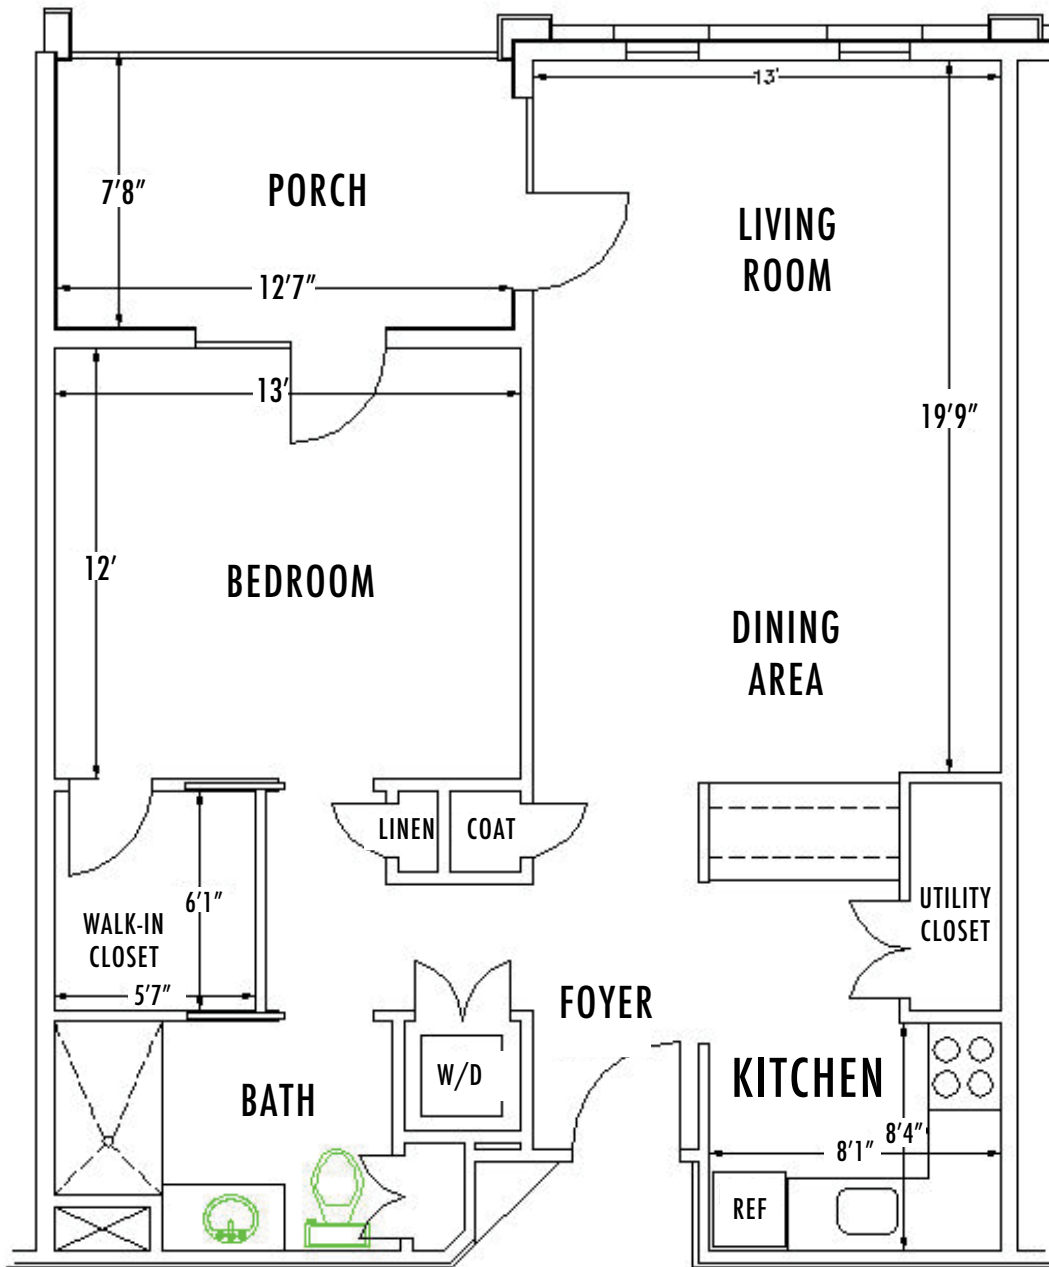 13'
7'8"
PORCH
LIVING
ROOM
12'7"
13'
19'9"
12'
BEDROOM
DINING
AREA
LINEN
COAT
6'1"
UTILITY
CLOSET
WALK-IN
CLOSET
5'7"
FOYER
W/D
KITCHEN
BATH
8'4"
8'1"
REF